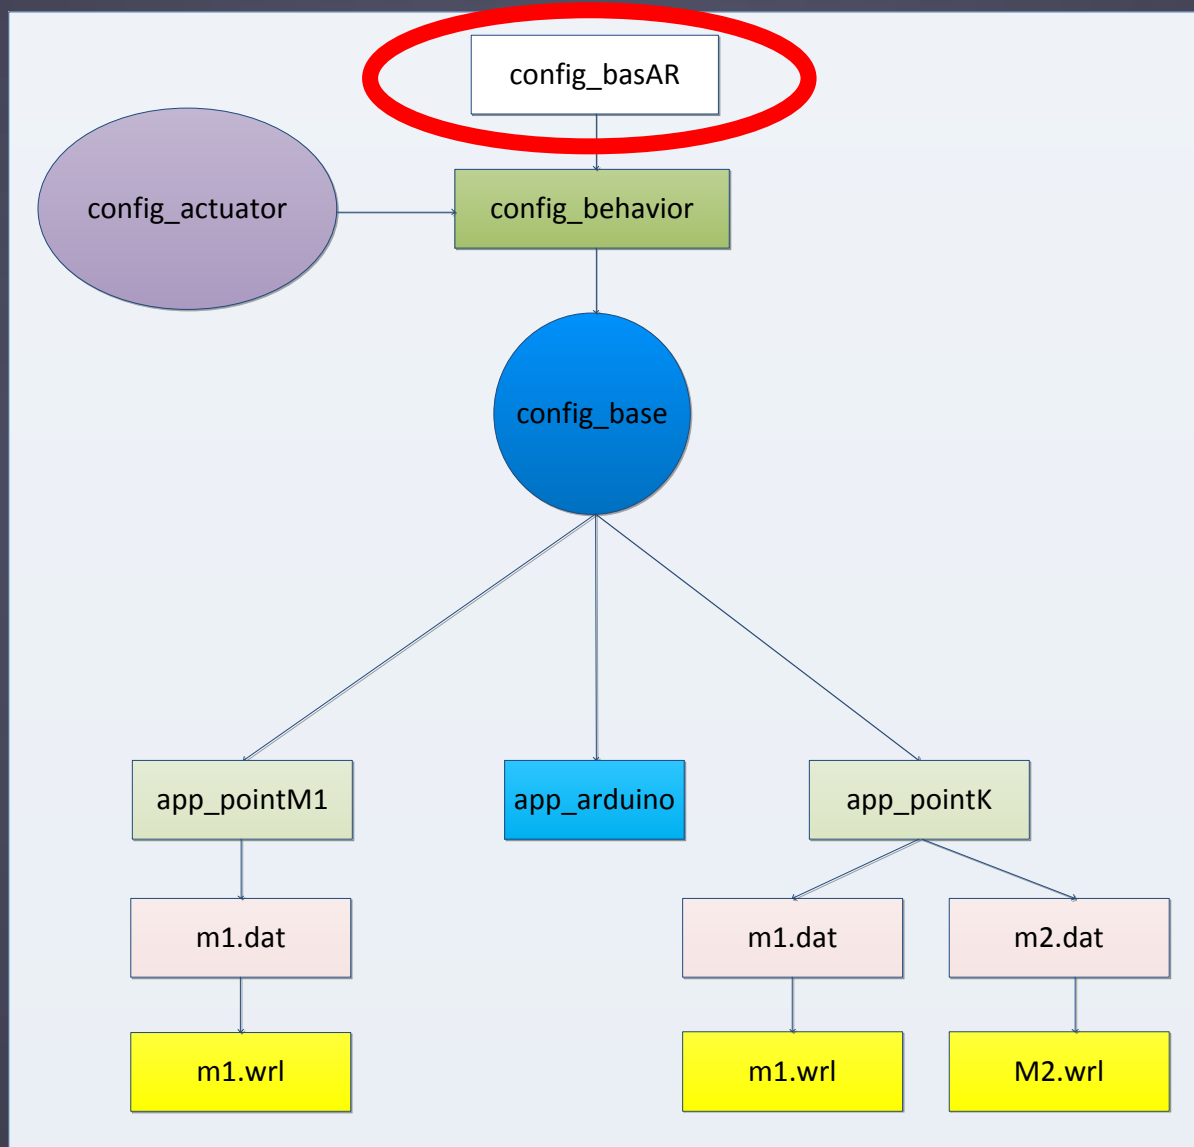 config_basAR
config_actuator
config_behavior
config_base
app_pointM1
app_arduino
app_pointK
m1.dat
m1.dat
m2.dat
m1.wrl
m1.wrl
M2.wrl